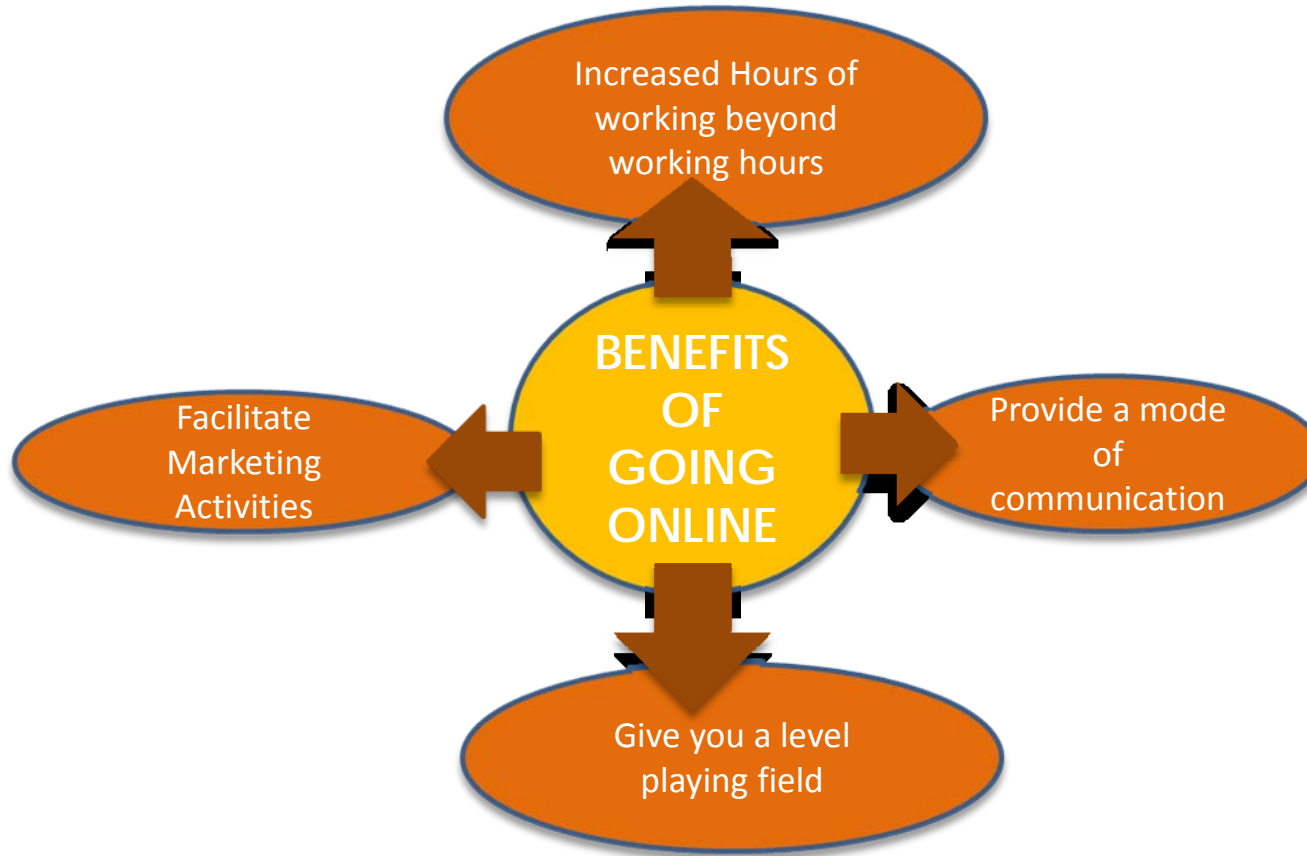 Increased Hours of
working beyond
working hours
BENEFITS
OF
GOING
ONLINE
Facilitate
Marketing
Activities
Provide a mode
of
communication
Give you a level
playing field